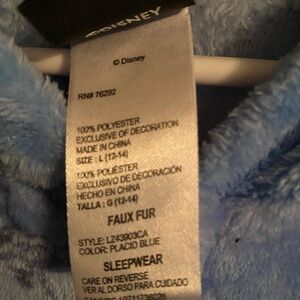 DISNEY
© Disney
RN# 76292
100% POLYESTER
EXCLUSIVE OF DECORATION
MADE IN CHINA
SIZE : L (12-14)
100% POLIÉSTER
EXCLUSIVO DE DECORACIÓN
HECHO EN CHINA
TALLA : G (12-14)
FAUX FUR
STYLE: LZ43903CA
COLOR: PLACID BLUE
SLEEPWEAR
CARE ON REVERSE
VER AL DORSO PARA CUIDADO